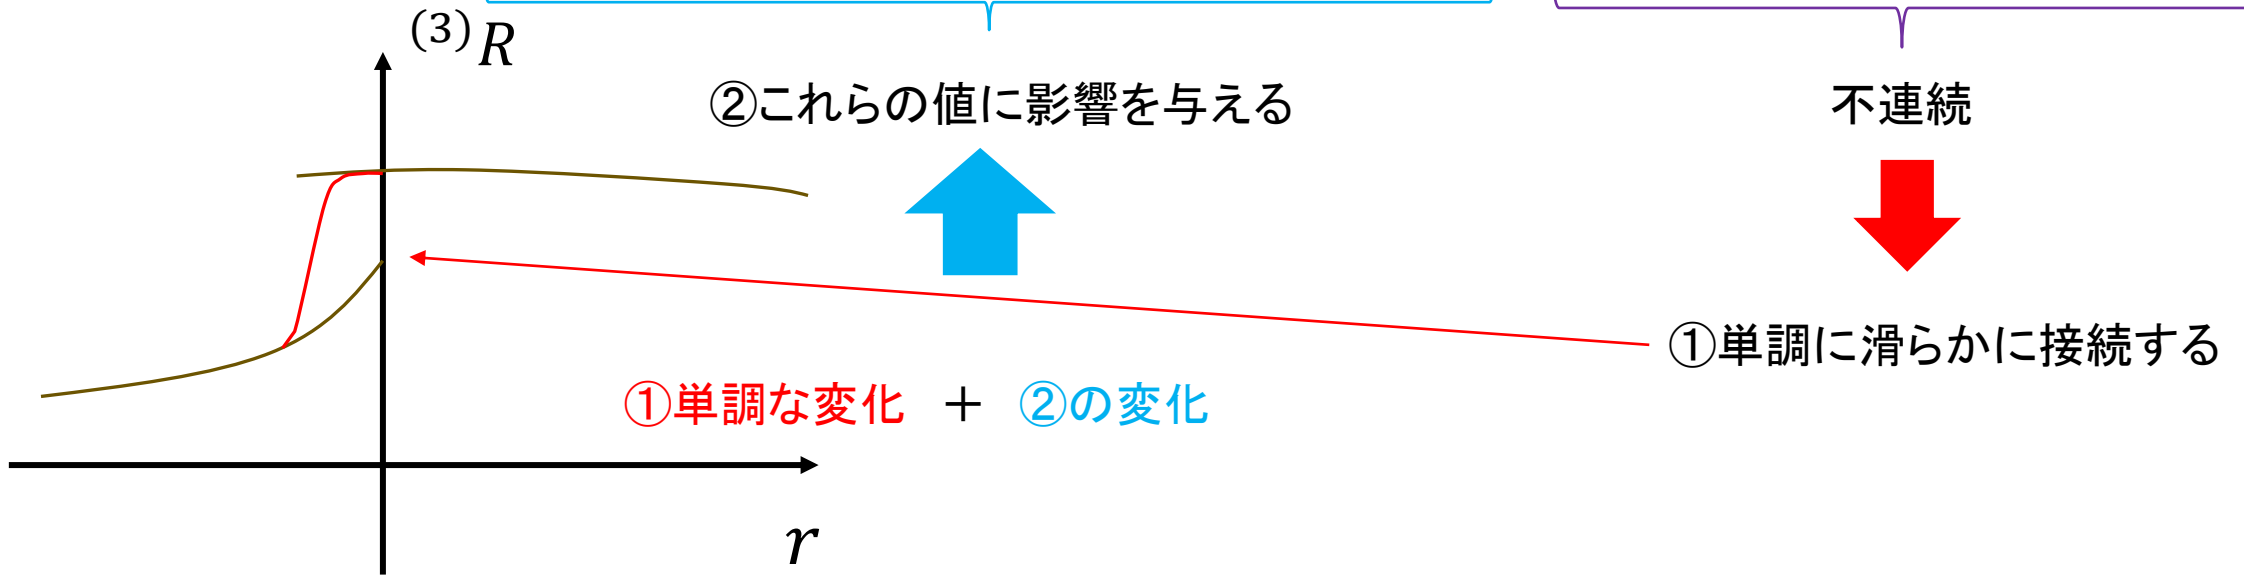 ⁽³⁾R
②これらの値に影響を与える
不連続
①単調に滑らかに接続する
①単調な変化 + ②の変化
r